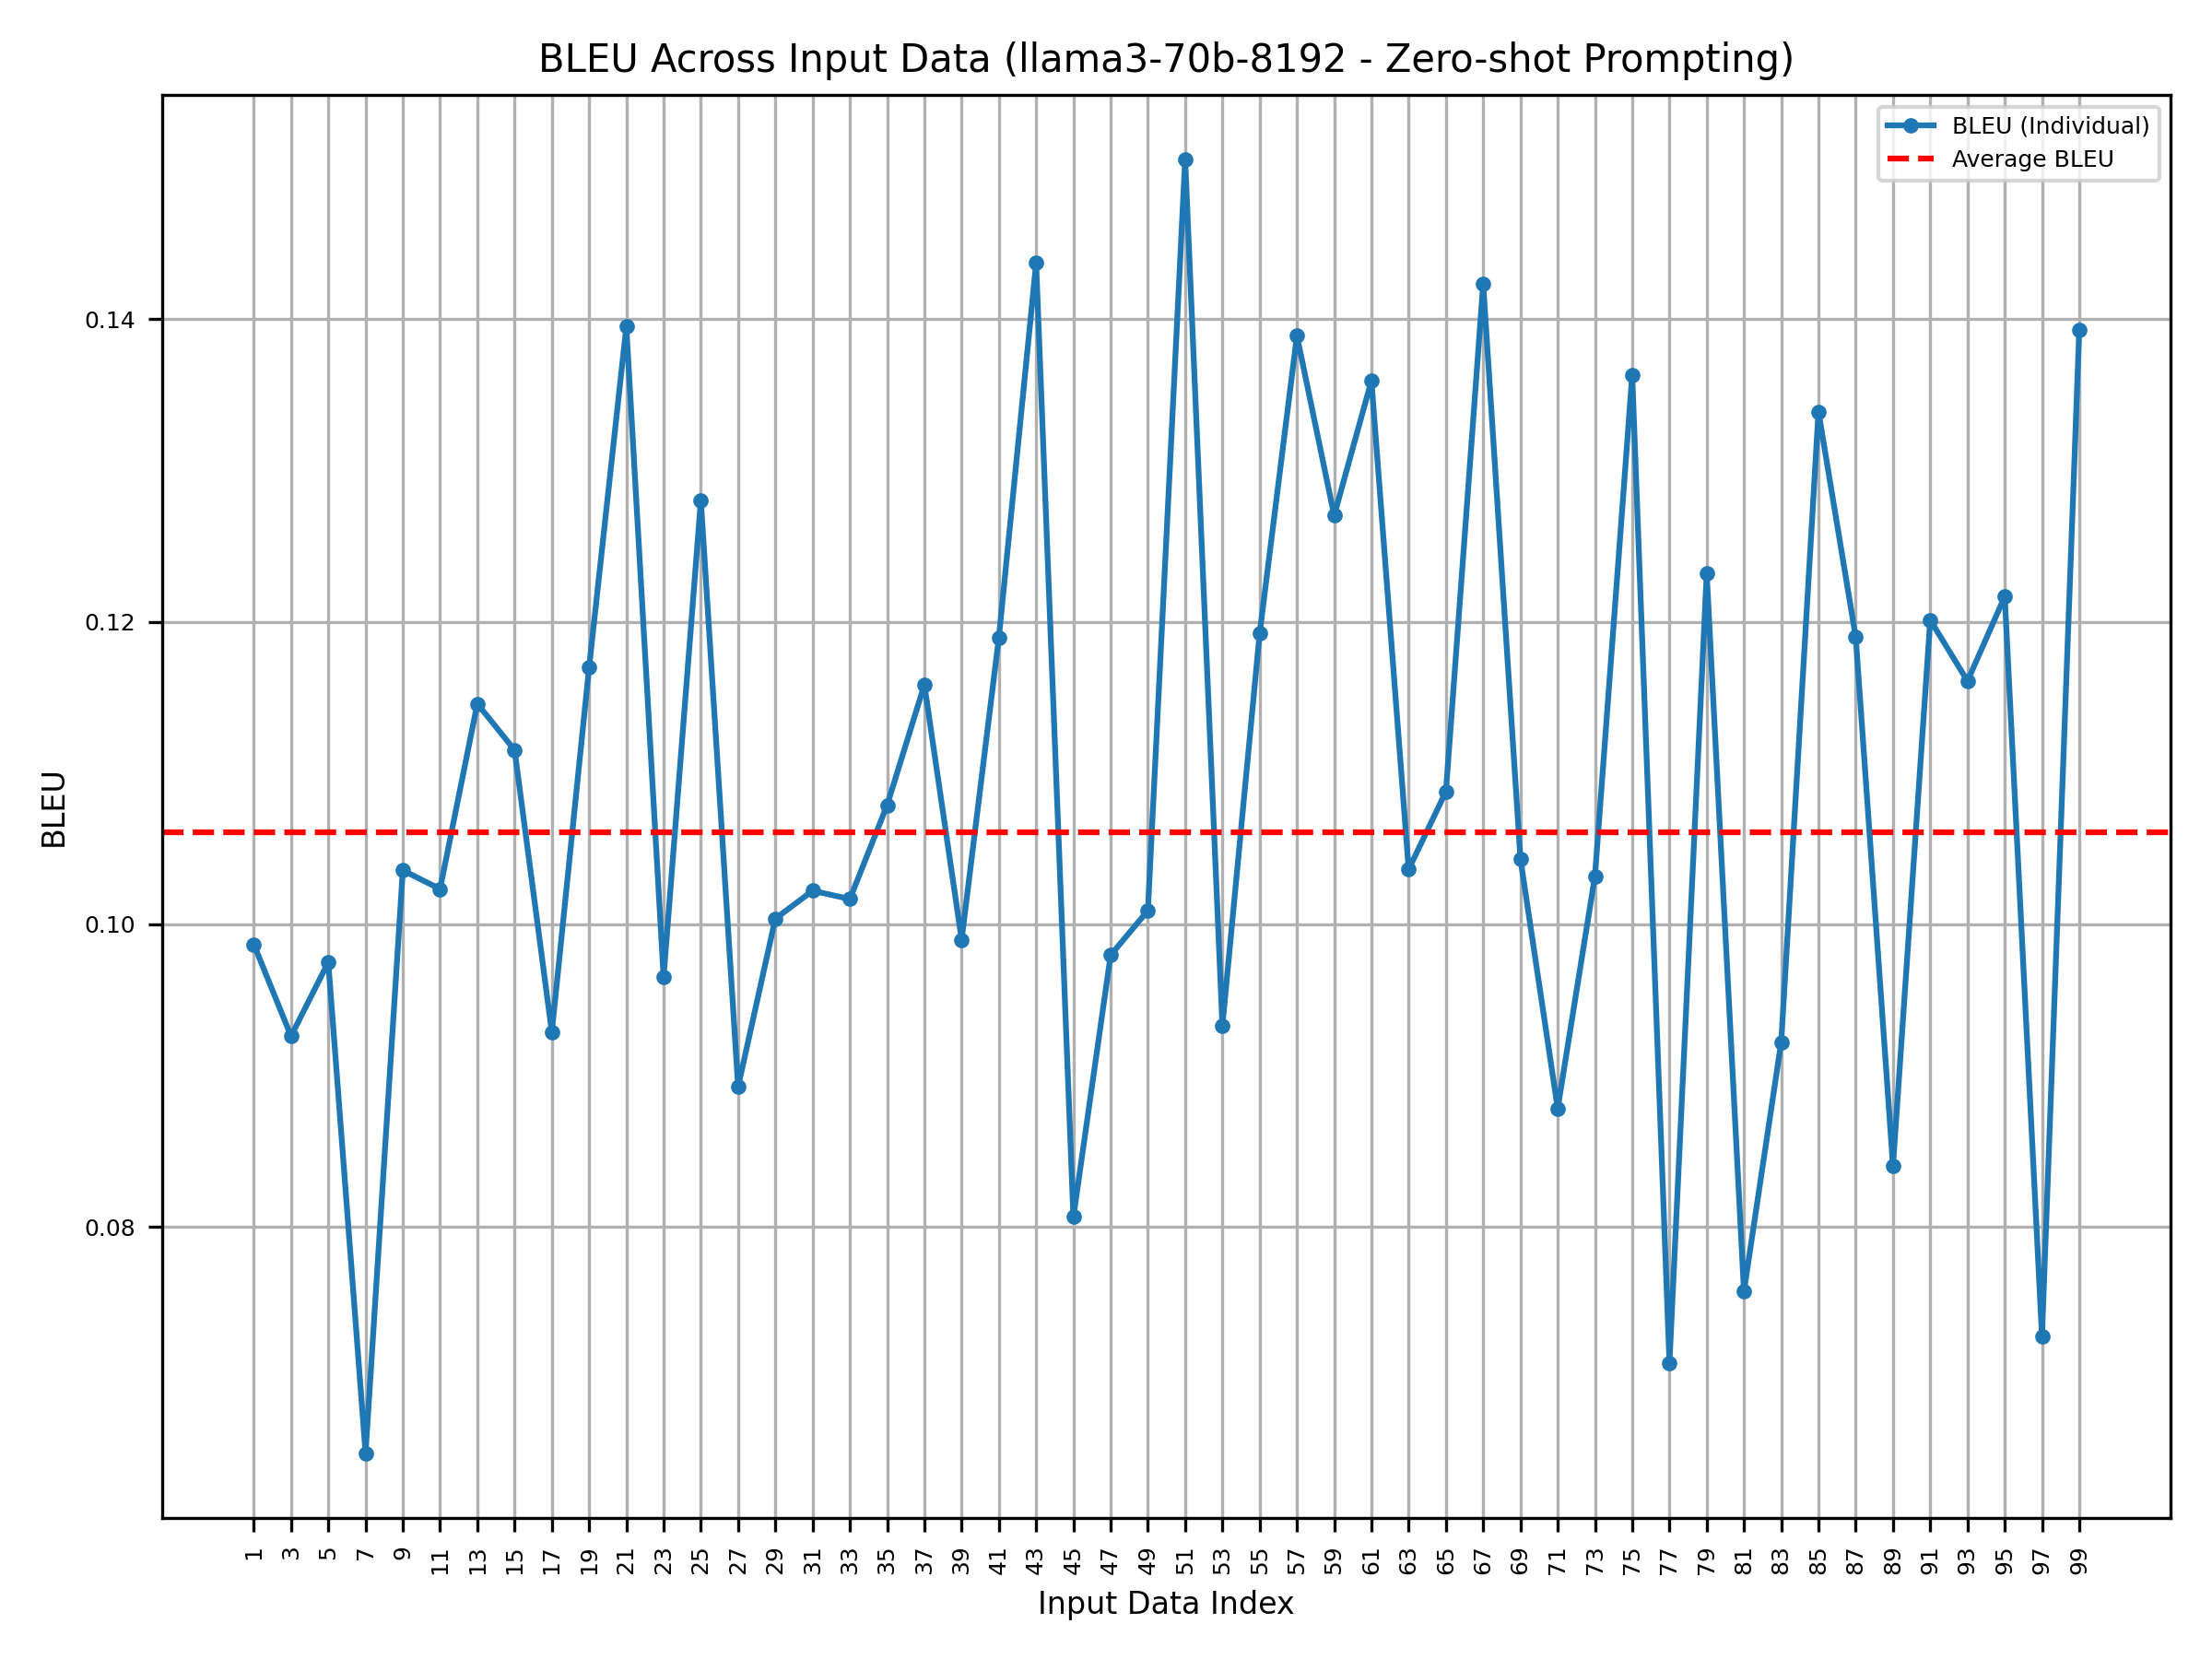 BLEU Across Input Data (llama3-70b-8192 - Zero-shot Prompting)
BLEU (Individual)
Average BLEU
0.14
0.12
0.10
0.08
BLEU
1 3 5 7 9 11 13 15 17 19 21 23 25 27 29 31 33 35 37 39 41 43 45 47 49 51 53 55 57 59 61 63 65 67 69 71 73 75 77 79 81 83 85 87 89 91 93 95 97 99
Input Data Index